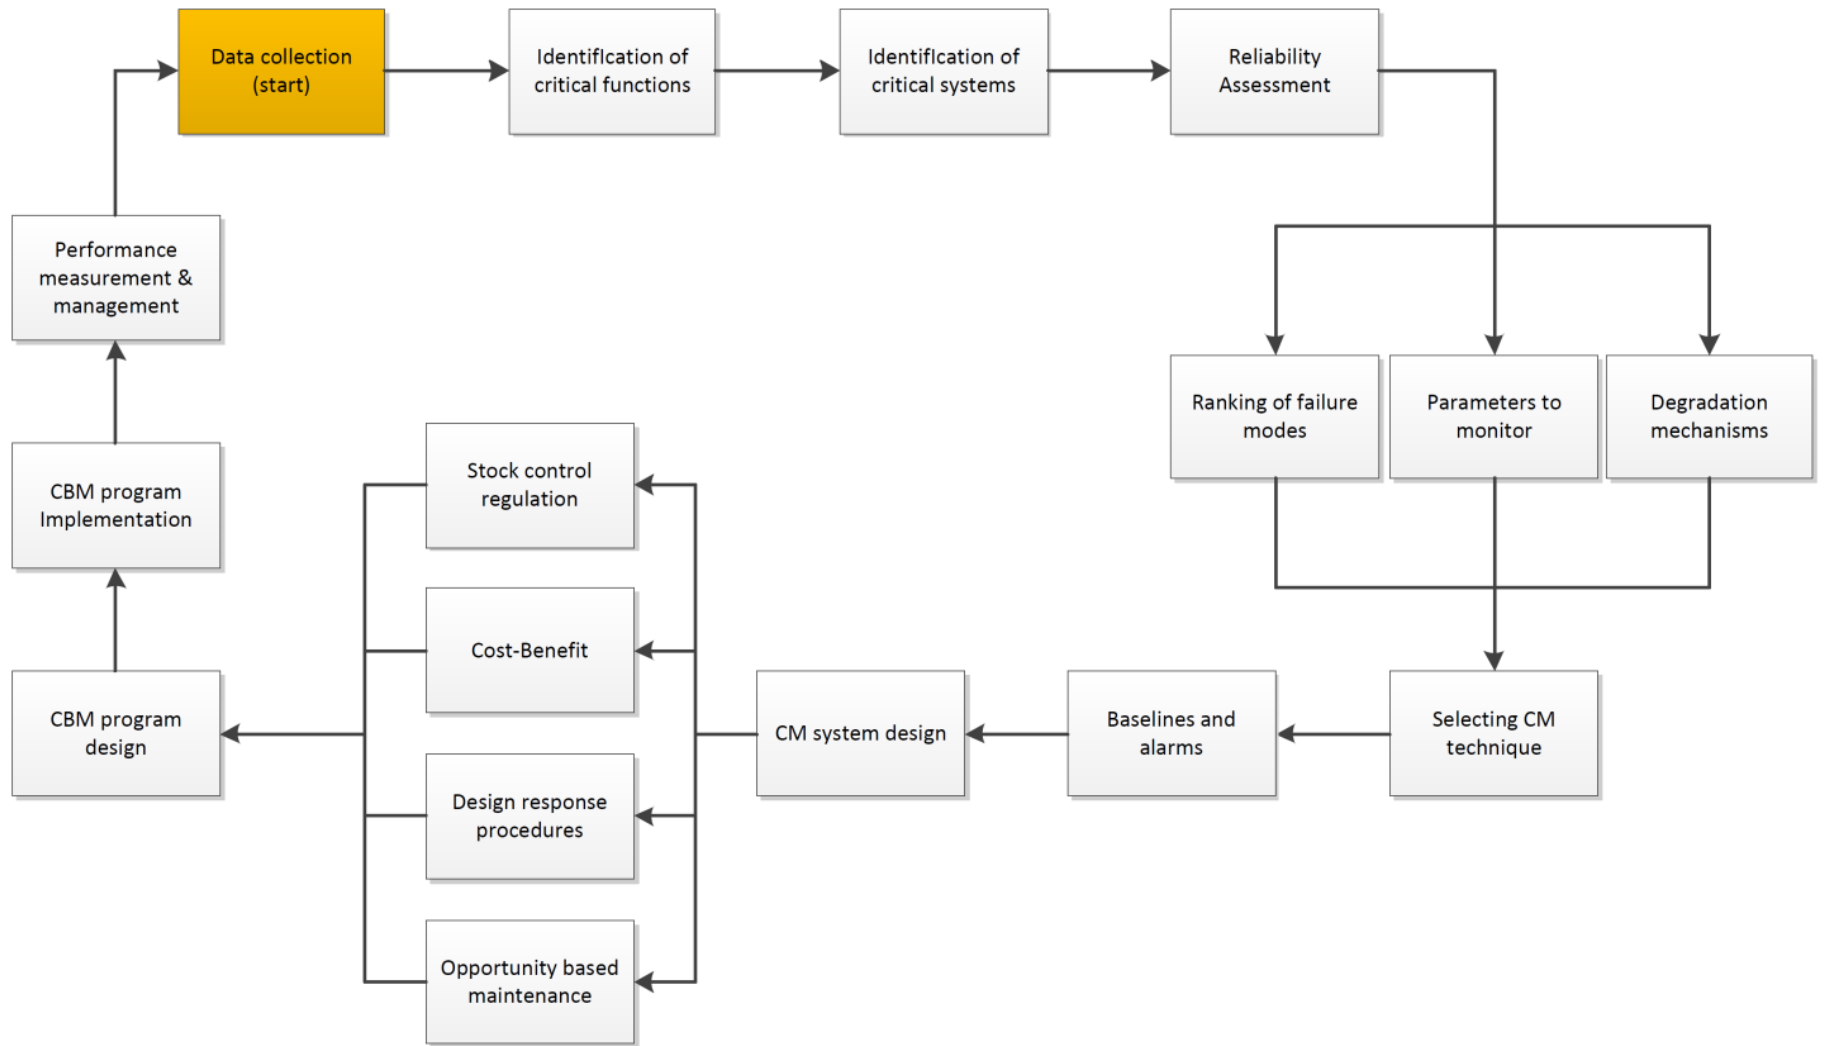 Data collection
(start)
Identification of
critical functions
Identification of
critical systems
Reliability
Assessment
Performance
measurement &
management
Ranking of failure
modes
Parameters to
monitor
Degradation
mechanisms
Stock control
regulation
CBM program
Implementation
Cost-Benefit
CBM program
design
CM system design
Baselines and
alarms
Selecting CM
technique
Design response
procedures
Opportunity based
maintenance